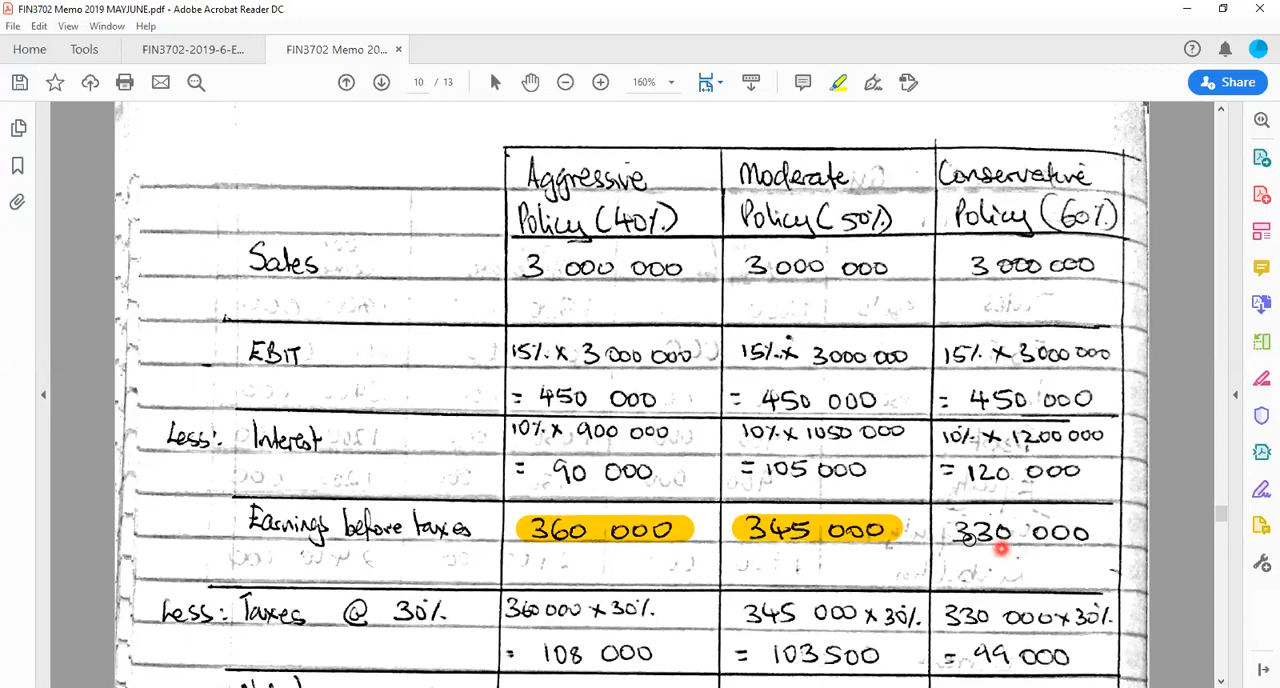 FIN3702 Memo 2019 MAYJUNE.pdf - Adobe Acrobat Reader DC
File Edit View Window Help
Home Tools FIN3702-2019-6-E... FIN3702 Memo 20... ×
10 / 13 160% Share
Aggressive Policy (40%) Moderate Policy (50%) Conservative Policy (60%)
Sales 3 000 000 3 000 000 3 000 000
EBIT 15% x 3 000 000 15% x 3000 000 15% x 3000 000
= 450 000 = 450 000 = 450 000
Less: Interest 10% x 900 000 10% x 1050 000 10% x 1200 000
= 90 000 = 105 000 = 120 000
Earnings before taxes 360 000 345 000 330 000
Less: Taxes @ 30% 360 000 x 30% 345 000 x 30% 330 000 x 30%
= 108 000 = 103 500 = 99 000